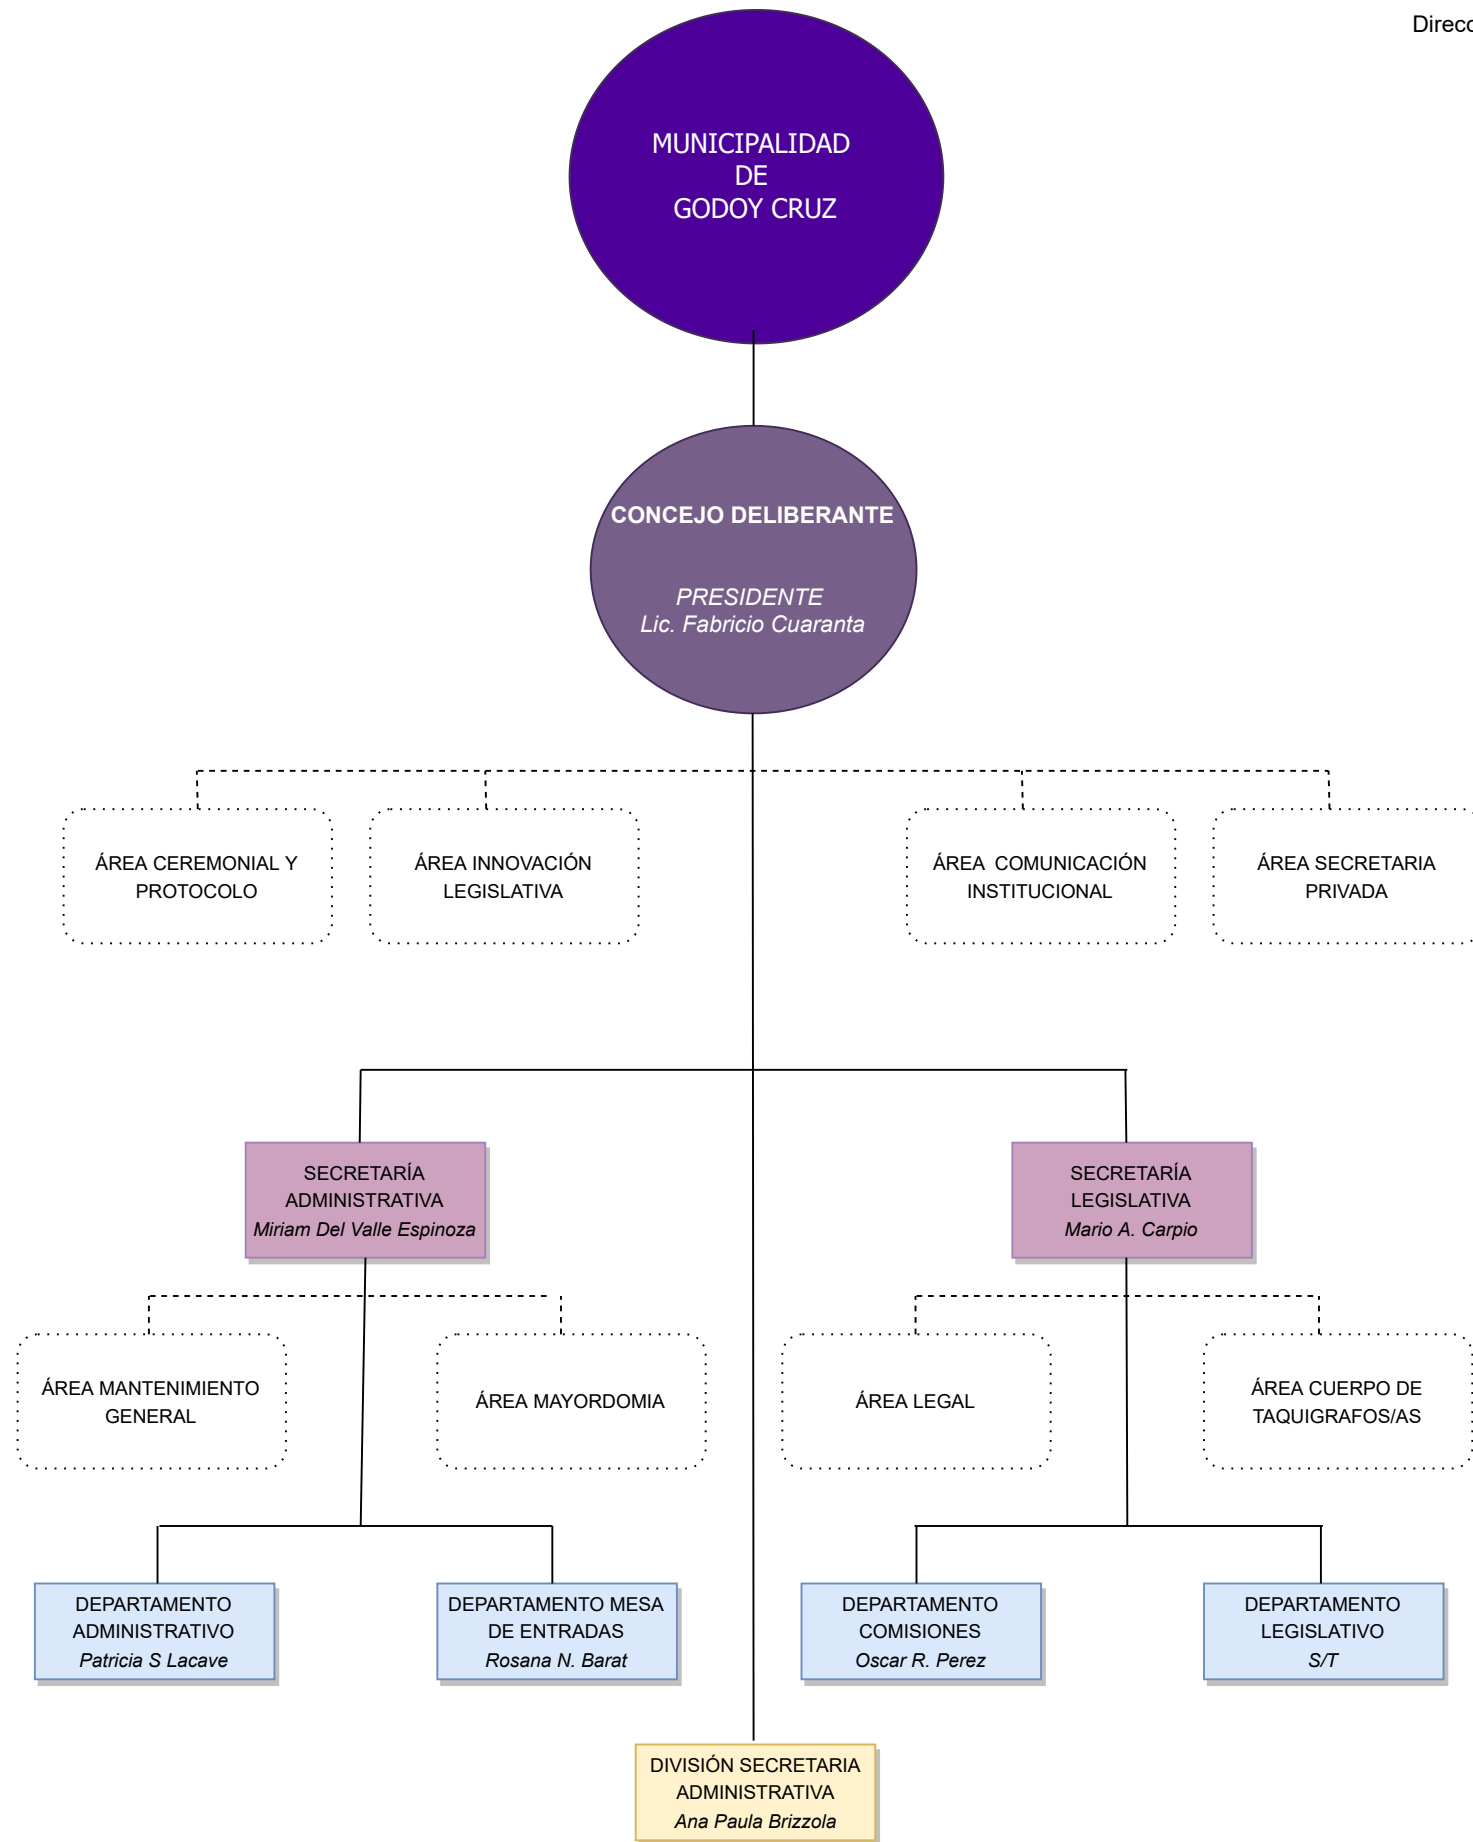 MUNICIPALIDAD
DE
GODOY CRUZ
CONCEJO DELIBERANTE
PRESIDENTE
Lic. Fabricio Cuaranta
ÁREA CEREMONIAL Y
PROTOCOLO
ÁREA INNOVACIÓN
LEGISLATIVA
ÁREA COMUNICACIÓN
INSTITUCIONAL
ÁREA SECRETARIA
PRIVADA
SECRETARÍA
ADMINISTRATIVA
Miriam Del Valle Espinoza
SECRETARÍA
LEGISLATIVA
Mario A. Carpio
ÁREA MANTENIMIENTO
GENERAL
ÁREA MAYORDOMIA
ÁREA LEGAL
ÁREA CUERPO DE
TAQUIGRAFOS/AS
DEPARTAMENTO
ADMINISTRATIVO
Patricia S Lacave
DEPARTAMENTO MESA
DE ENTRADAS
Rosana N. Barat
DEPARTAMENTO
COMISIONES
Oscar R. Perez
DEPARTAMENTO
LEGISLATIVO
S/T
DIVISIÓN SECRETARIA
ADMINISTRATIVA
Ana Paula Brizzola